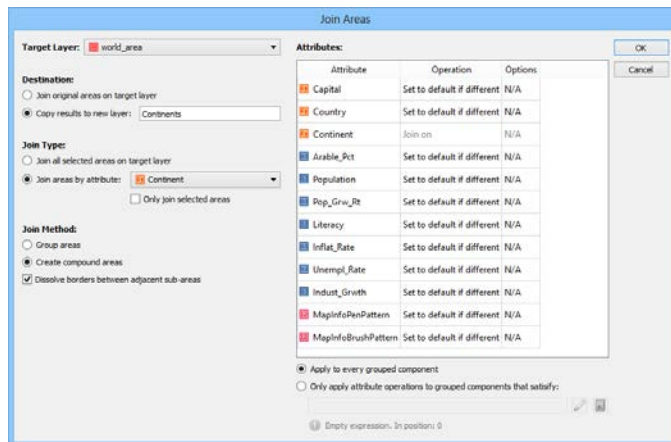 Join Areas
Target Layer: world_area
Destination:
Join original areas on target layer
Copy results to new layer: Continents
Join Type:
Join all selected areas on target layer
Join areas by attribute: Continent
Only join selected areas
Join Method:
Group areas
Create compound areas
Dissolve borders between adjacent sub-areas
Attributes:
Attribute Operation Options
Capital Set to default if different N/A
Country Set to default if different N/A
Continent Join on N/A
Arable_Pct Set to default if different N/A
Population Set to default if different N/A
Pop_Grw_Rt Set to default if different N/A
Literacy Set to default if different N/A
Inflat_Rate Set to default if different N/A
Unempl_Rate Set to default if different N/A
Indust_Grwth Set to default if different N/A
MapInfoPenPattern Set to default if different N/A
MapInfoBrushPattern Set to default if different N/A
Apply to every grouped component
Only apply attribute operations to grouped components that satisify:
Empty expression. In position: 0
OK
Cancel